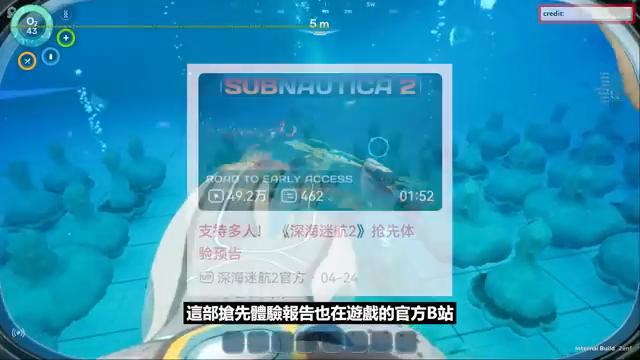 O₂
43
5 m
credit:
SUBNAUTICA 2
ROAD TO EARLY ACCESS
49.2万 462 01:52
支持多人! 《深海迷航2》抢先体
验预告
UP 深海迷航2官方 · 04-24
這部搶先體驗報告也在遊戲的官方B站
Internal Build